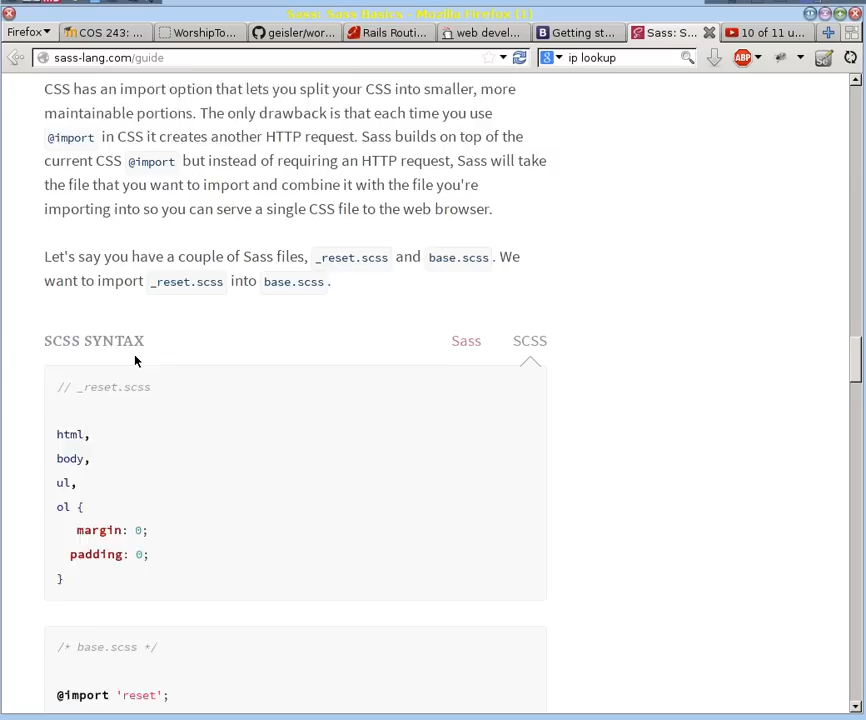 Sass: Sass Basics - Mozilla Firefox (1)
Firefox
COS 243:...
WorshipTo...
geisler/wor...
Rails Routi...
web devel...
Getting st...
Sass: S...
10 of 11 u...
sass-lang.com/guide
ip lookup
ABP
CSS has an import option that lets you split your CSS into smaller, more
maintainable portions. The only drawback is that each time you use
@import in CSS it creates another HTTP request. Sass builds on top of the
current CSS @import but instead of requiring an HTTP request, Sass will take
the file that you want to import and combine it with the file you're
importing into so you can serve a single CSS file to the web browser.
Let's say you have a couple of Sass files, _reset.scss and base.scss. We
want to import _reset.scss into base.scss.
SCSS SYNTAX
Sass SCSS
// _reset.scss
html,
body,
ul,
ol {
margin: 0;
padding: 0;
}
/* base.scss */
@import 'reset';